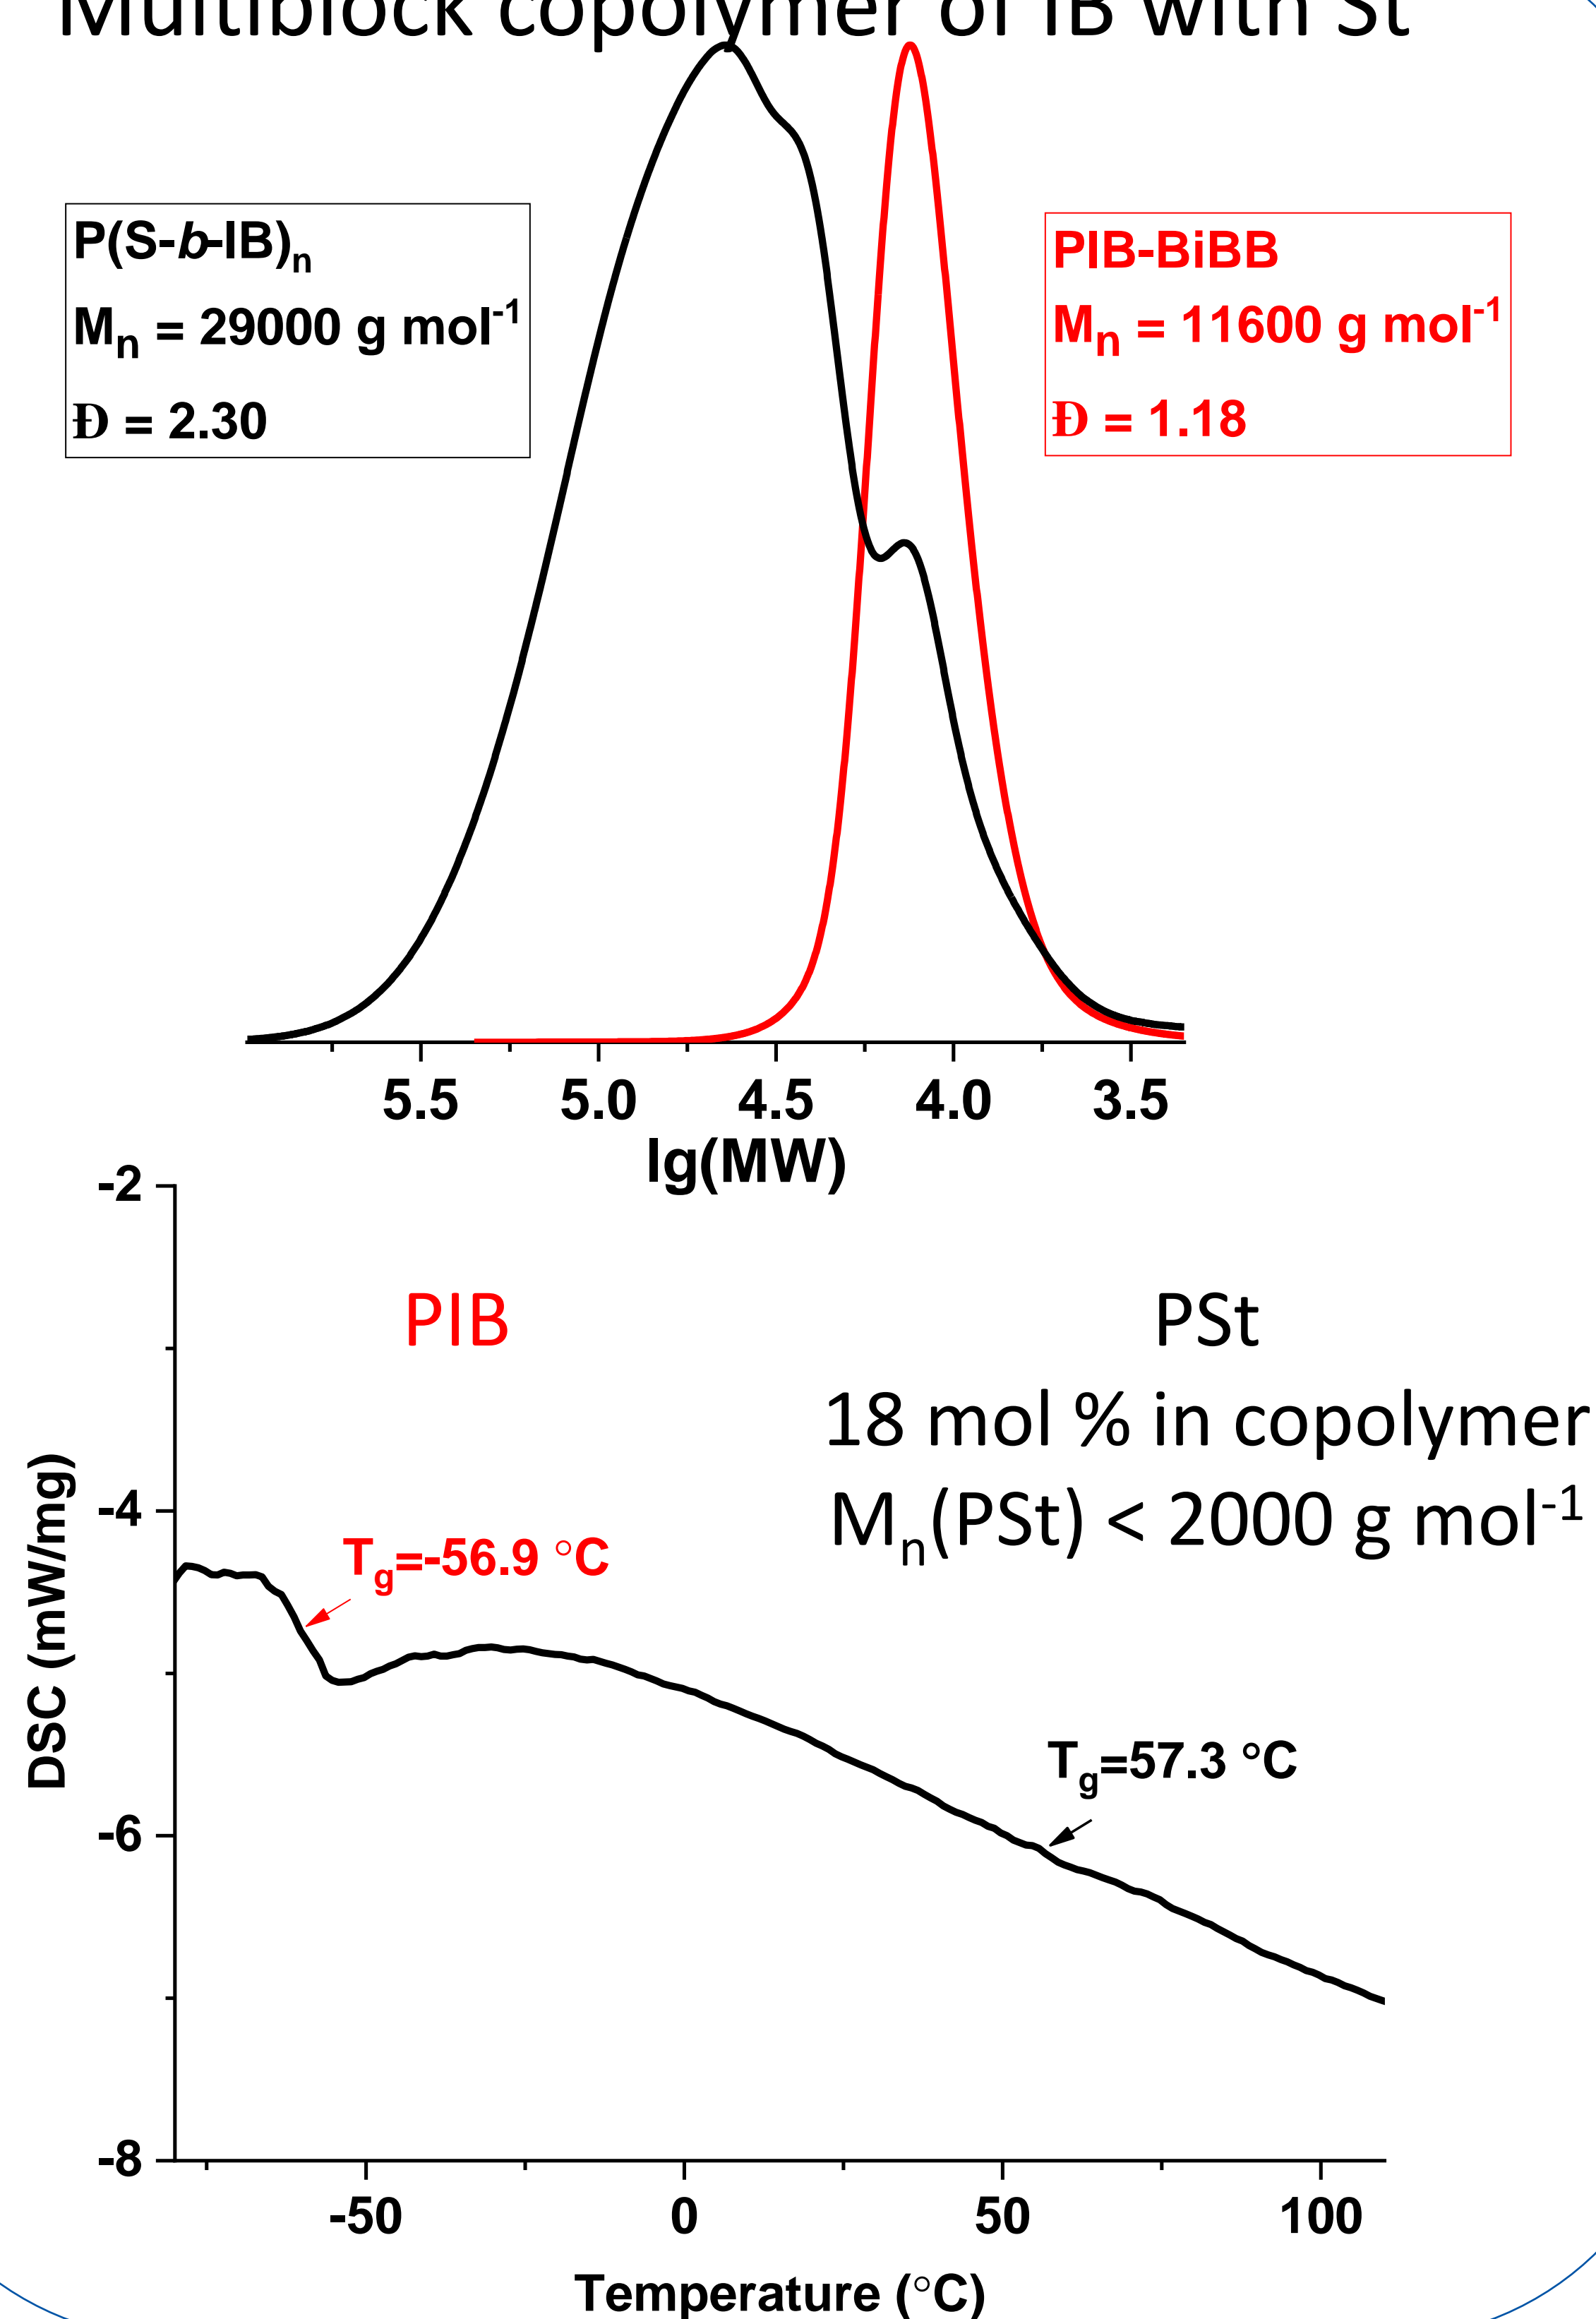 Multiblock copolymer of IB with St
P(S-b-IB)n
Mn = 29000 g mol-1
Đ = 2.30
PIB-BiBB
Mn = 11600 g mol-1
Đ = 1.18
5.5 5.0 4.5 4.0 3.5
lg(MW)
PIB
PSt
18 mol % in copolymer
Mn(PSt) < 2000 g mol-1
Tg=-56.9 °C
Tg=57.3 °C
DSC (mW/mg)
-2
-4
-6
-8
-50 0 50 100
Temperature (°C)